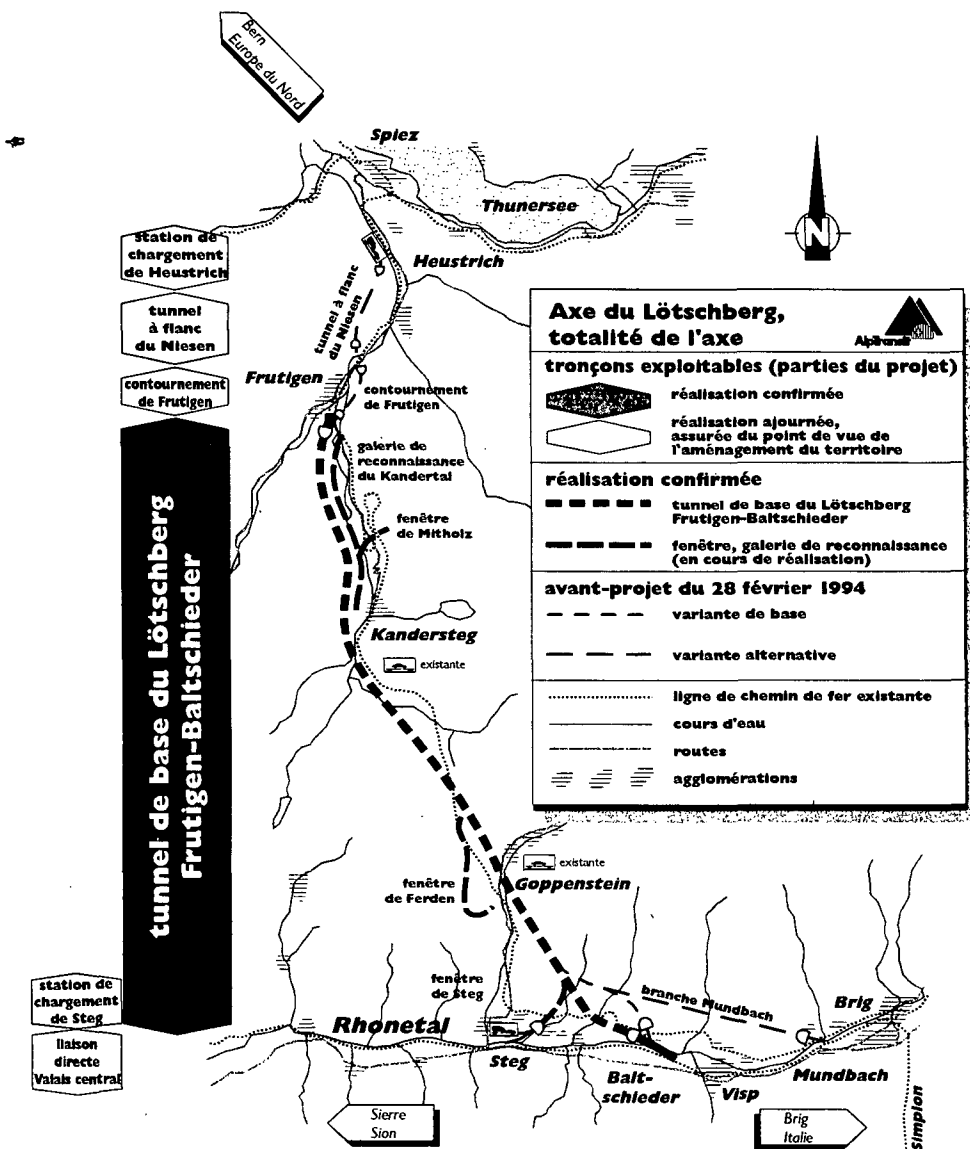 Bern
Europe du Nord
Spiez
Thunersee
Heustrich
station de
chargement
de Heustrich
tunnel
à flanc
du Niesen
contournement
de Frutigen
tunnel de base du Lötschberg
Frutigen-Baltschieder
station de
chargement
de Steg
liaison
directe
Valais central
tunnel à flanc
du Niesen
Frutigen
contournement
de Frutigen
galerie de
reconnaissance
du Kandertal
fenêtre
de Mitholz
Kandersteg
existante
existante
Goppenstein
fenêtre
de Ferden
fenêtre
de Steg
branche Mundbach
Brig
Rhonetal
Steg
Balt-
schieder
Visp
Mundbach
Simplon
Sierre
Sion
Brig
Italie
N
Axe du Lötschberg,
totalité de l'axe
AlpTransit
tronçons exploitables (parties du projet)
réalisation confirmée
réalisation ajournée,
assurée du point de vue de
l'aménagement du territoire
réalisation confirmée
tunnel de base du Lötschberg
Frutigen-Baltschieder
fenêtre, galerie de reconnaissance
(en cours de réalisation)
avant-projet du 28 février 1994
variante de base
variante alternative
ligne de chemin de fer existante
cours d'eau
routes
agglomérations